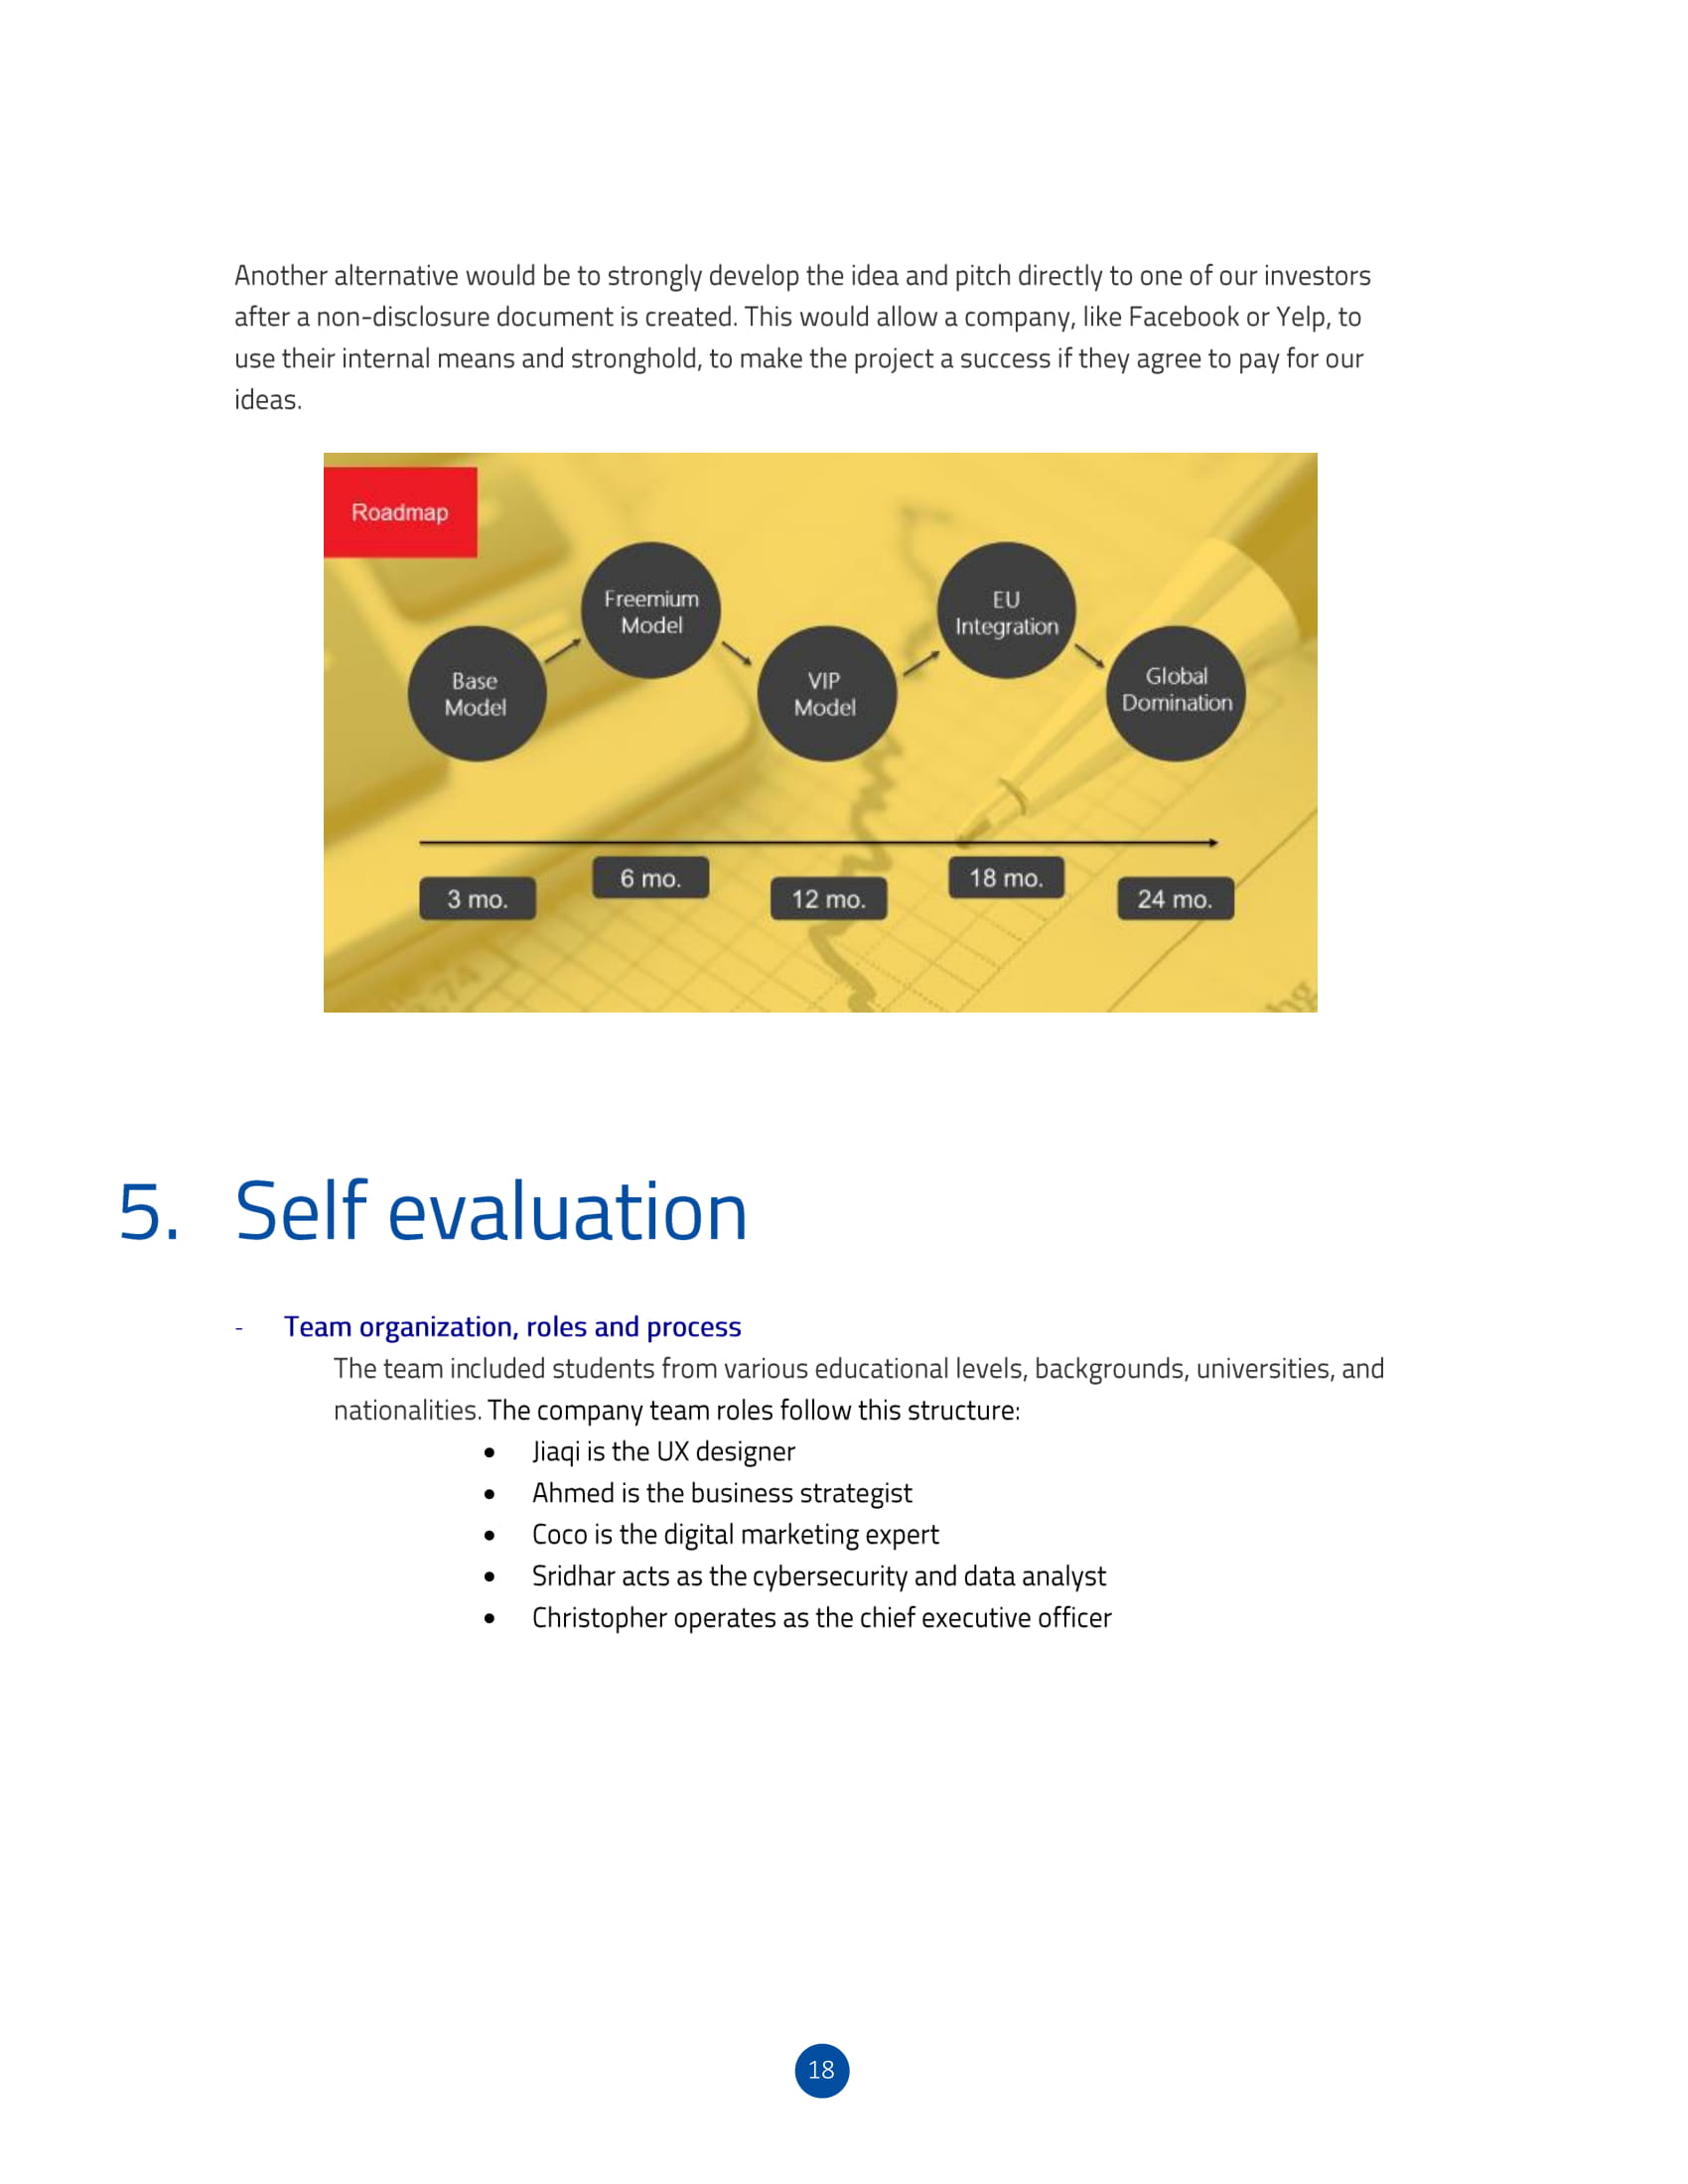 Another alternative would be to strongly develop the idea and pitch directly to one of our investors
after a non-disclosure document is created. This would allow a company, like Facebook or Yelp, to
use their internal means and stronghold, to make the project a success if they agree to pay for our
ideas.
Roadmap
Base
Model
Freemium
Model
VIP
Model
EU
Integration
Global
Domination
3 mo.
6 mo.
12 mo.
18 mo.
24 mo.
5. Self evaluation
- Team organization, roles and process
The team included students from various educational levels, backgrounds, universities, and
nationalities. The company team roles follow this structure:
• Jiaqi is the UX designer
• Ahmed is the business strategist
• Coco is the digital marketing expert
• Sridhar acts as the cybersecurity and data analyst
• Christopher operates as the chief executive officer
18